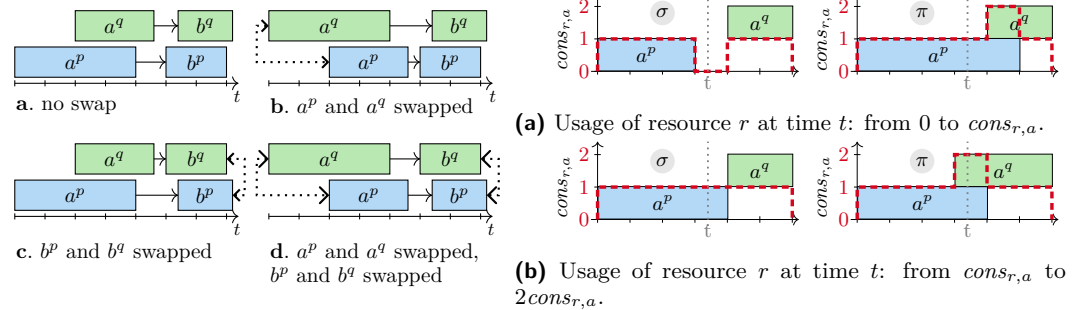 a^q b^q
a^p b^p
t
a. no swap
a^q b^q
a^p b^p
t
b. a^p and a^q swapped
a^q b^q
a^p b^p
t
c. b^p and b^q swapped
a^q b^q
a^p b^p
t
d. a^p and a^q swapped,
b^p and b^q swapped
cons_{r,a}
2
1
0
σ
a^p
a^q
t
2
1
0
π
a^p
a^q
t
cons_{r,a}
(a) Usage of resource r at time t: from 0 to cons_{r,a}.
cons_{r,a}
2
1
0
σ
a^p
a^q
t
cons_{r,a}
2
1
0
π
a^p
a^q
t
(b) Usage of resource r at time t: from cons_{r,a} to
2cons_{r,a}.